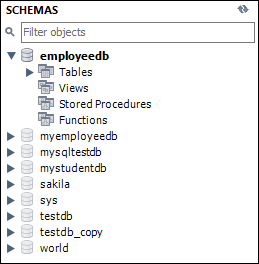 SCHEMAS
Filter objects
employeedb
Tables
Views
Stored Procedures
Functions
myemployeedb
mysqltestdb
mystudentdb
sakila
sys
testdb
testdb_copy
world